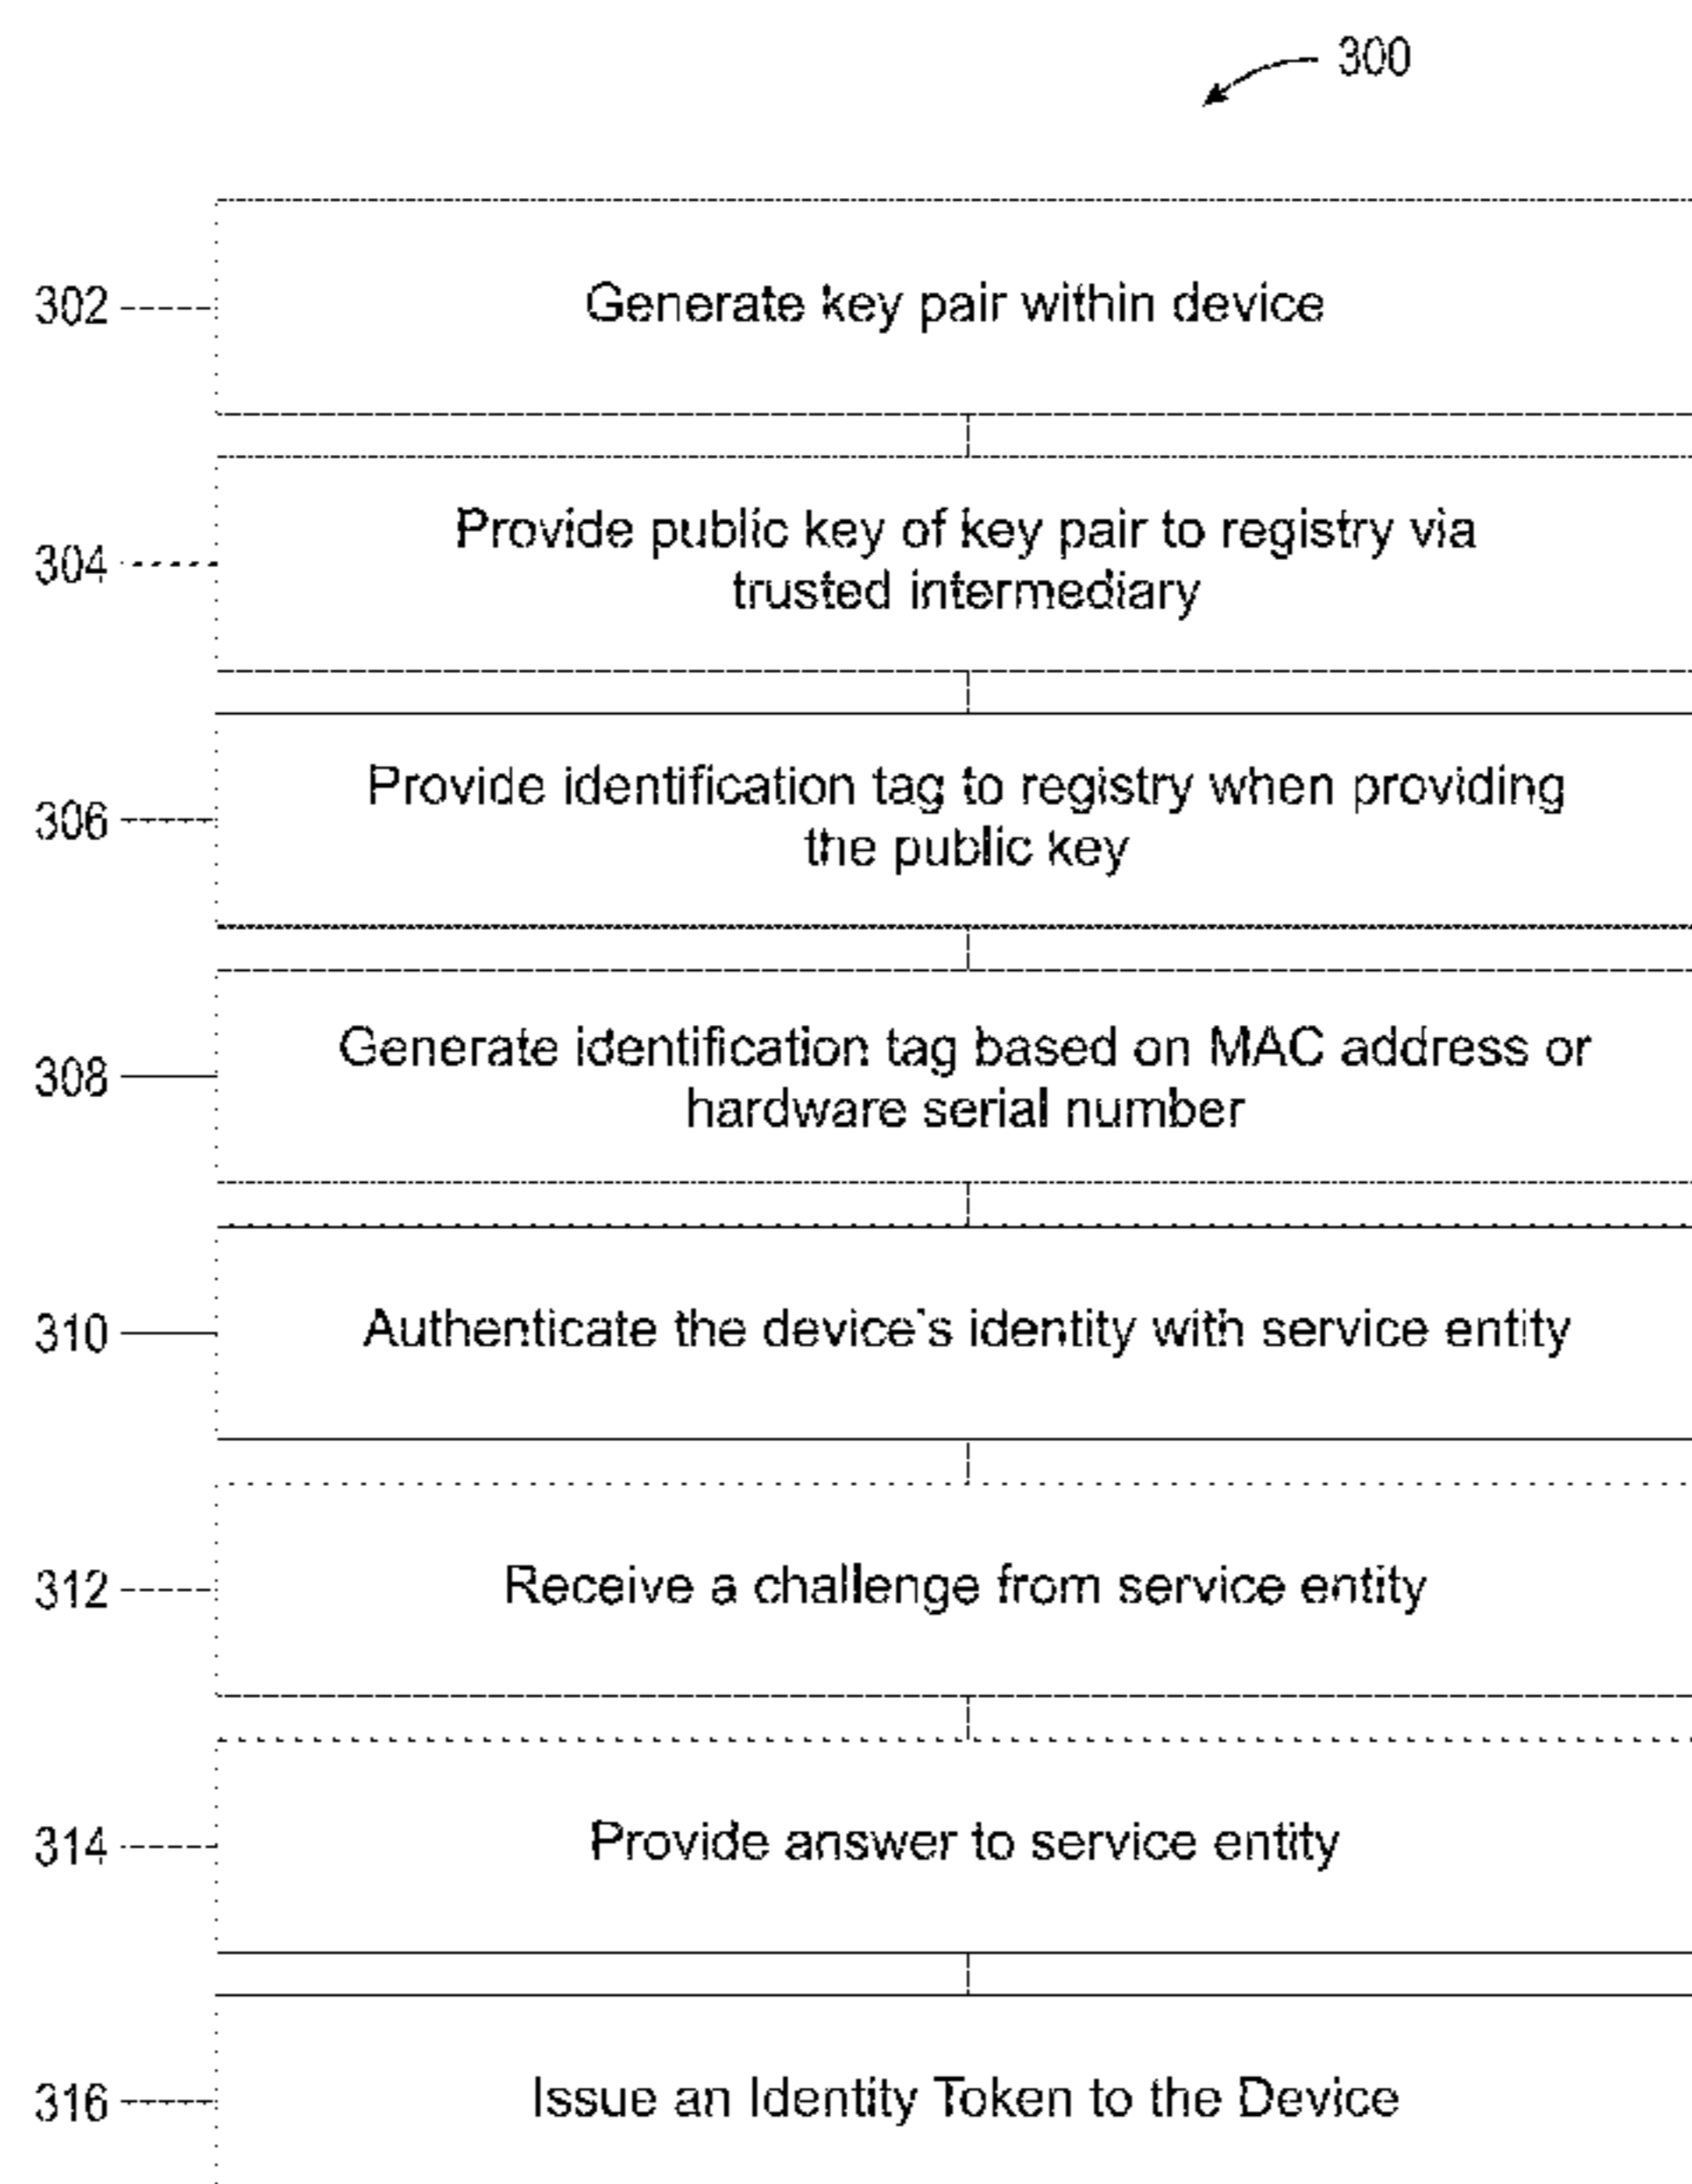 300
302
Generate key pair within device
304
Provide public key of key pair to registry via
trusted intermediary
306
Provide identification tag to registry when providing
the public key
308
Generate identification tag based on MAC address or
hardware serial number
310
Authenticate the device's identity with service entity
312
Receive a challenge from service entity
314
Provide answer to service entity
316
Issue an Identity Token to the Device